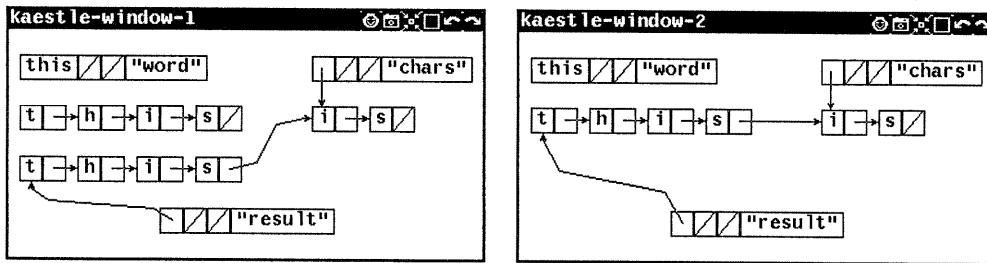 Kaestle-window-1
this "word" "chars"
t h i s i s
t h i s
"result"
Kaestle-window-2
this "word" "chars"
t h i s i s
"result"